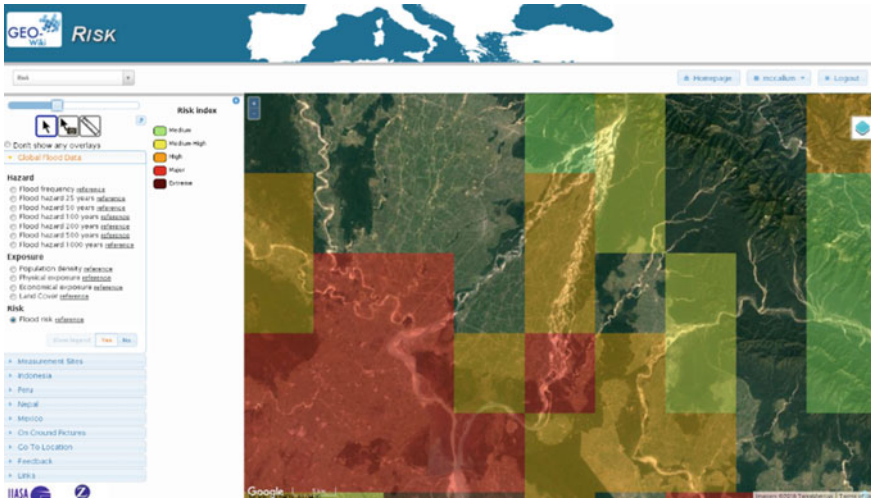 GEO-
Wiki
RISK
Risk
Homepage
mccallum
Logout
Don't show any overlays
Global Flood Data
Hazard
Flood frequency reference
Flood hazard 25 years reference
Flood hazard 50 years reference
Flood hazard 100 years reference
Flood hazard 200 years reference
Flood hazard 500 years reference
Flood hazard 1000 years reference
Exposure
Population density reference
Physical exposure reference
Economical exposure reference
Land Cover reference
Risk
Flood risk reference
Show legend Yes No
Measurement Sites
Indonesia
Peru
Nepal
Mexico
On Ground Pictures
Go To Location
Feedback
Links
IIASA
Z
Risk index
Medium
Medium High
High
Major
Extreme
Google
Terms of